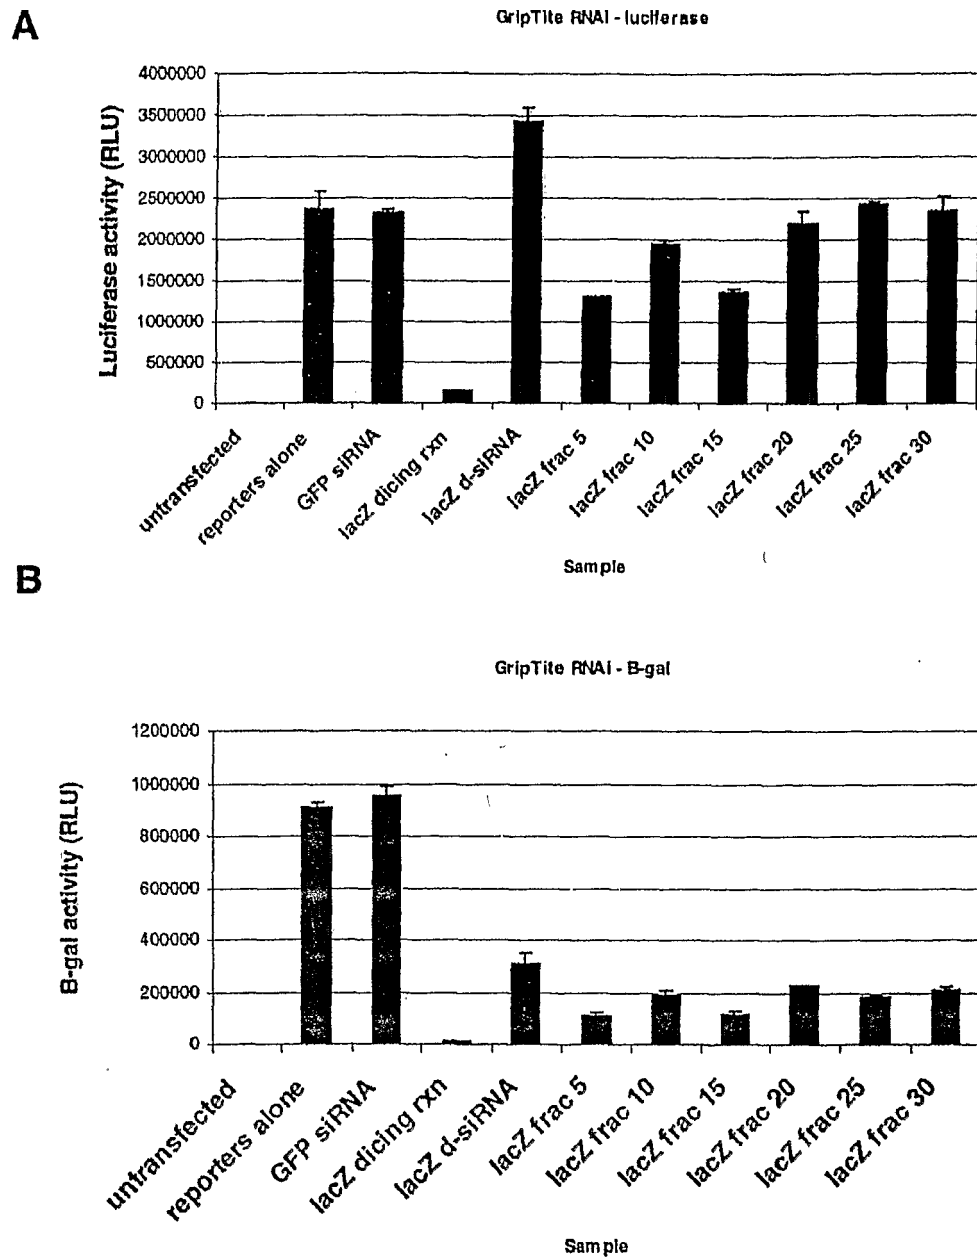 A
GripTite RNAi - luciferase
Luciferase activity (RLU)
4000000
3500000
3000000
2500000
2000000
1500000
1000000
500000
0
untransfected
reporters alone
GFP siRNA
lacZ dicing rxn
lacZ d-siRNA
lacZ frac 5
lacZ frac 10
lacZ frac 15
lacZ frac 20
lacZ frac 25
lacZ frac 30
Sample
B
GripTite RNAi - B-gal
B-gal activity (RLU)
1200000
1000000
800000
600000
400000
200000
0
untransfected
reporters alone
GFP siRNA
lacZ dicing rxn
lacZ d-siRNA
lacZ frac 5
lacZ frac 10
lacZ frac 15
lacZ frac 20
lacZ frac 25
lacZ frac 30
Sample